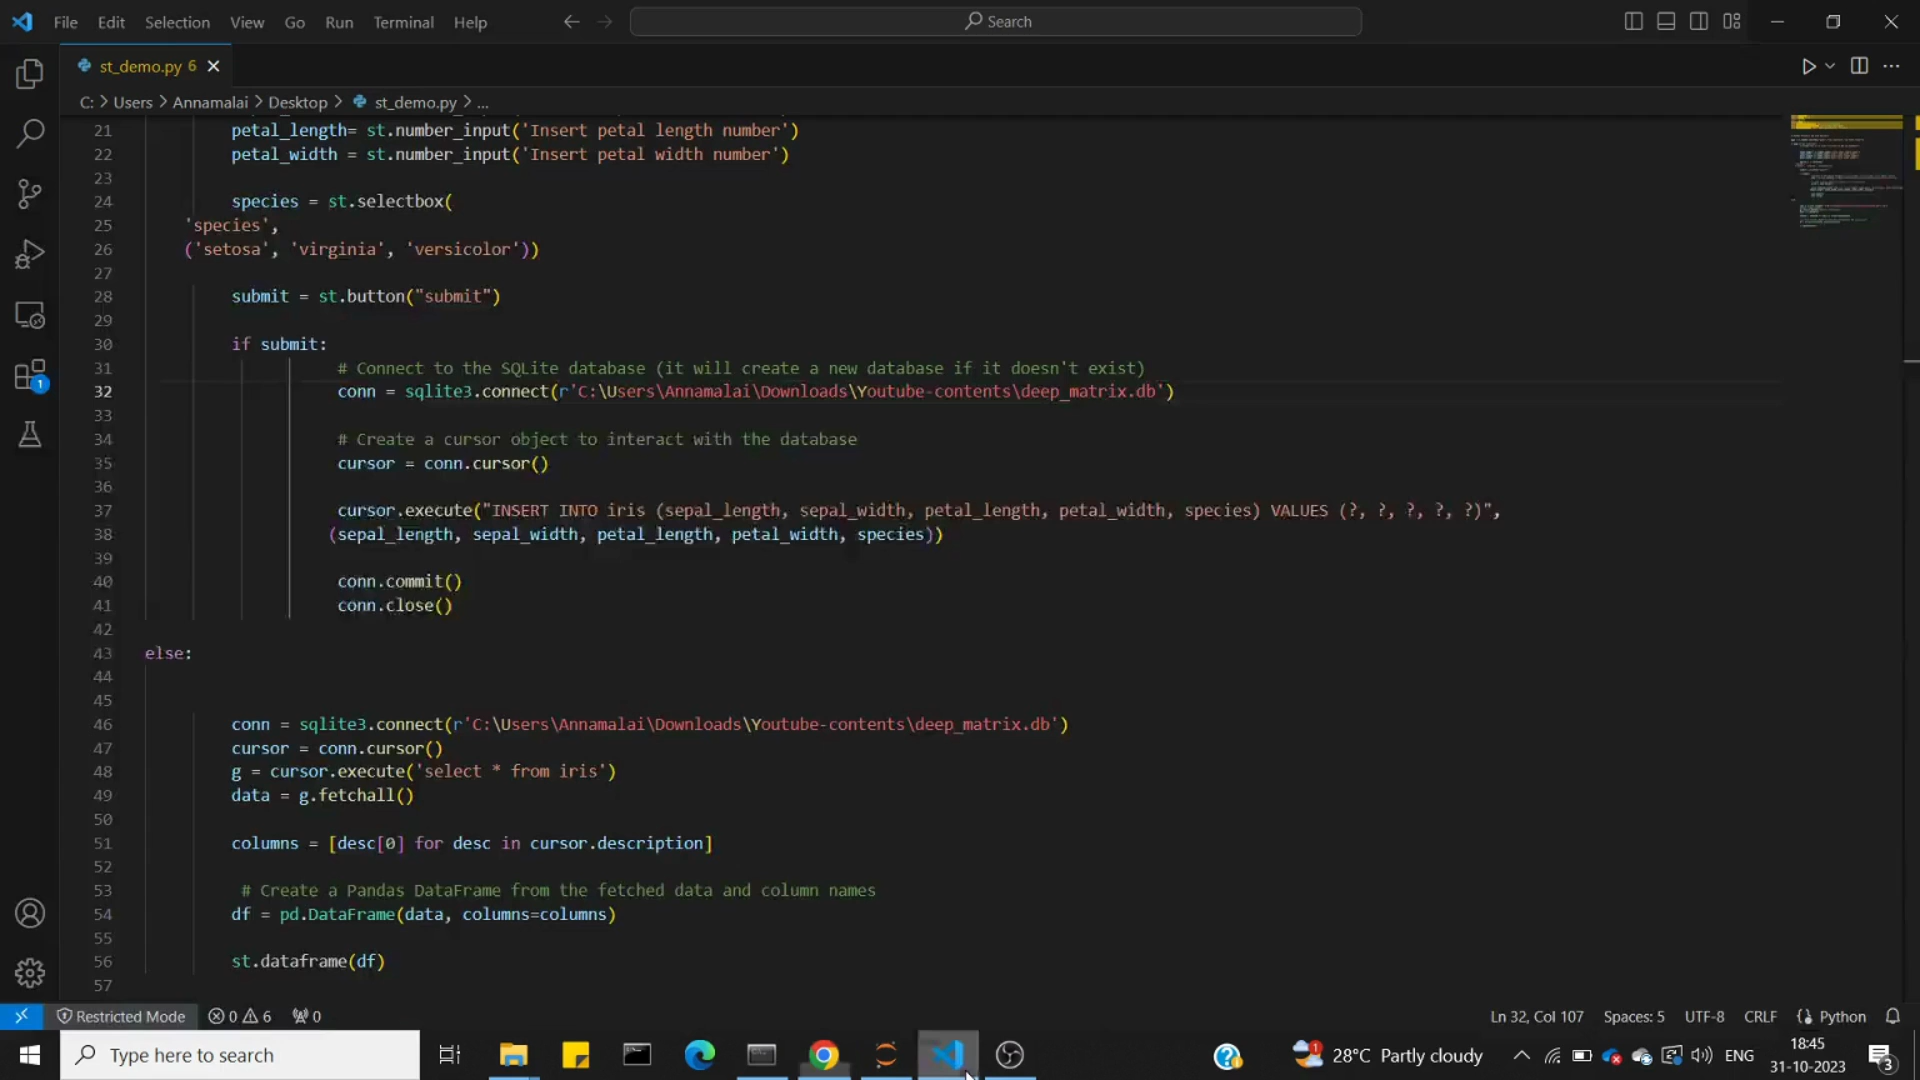 File Edit Selection View Go Run Terminal Help
Search
st_demo.py 6
C: > Users > Annamalai > Desktop > st_demo.py > ...
21 petal_length= st.number_input('Insert petal length number')
22 petal_width = st.number_input('Insert petal width number')
23
24 species = st.selectbox(
25 'species',
26 ('setosa', 'virginia', 'versicolor'))
27
28 submit = st.button("submit")
29
30 if submit:
31 # Connect to the SQLite database (it will create a new database if it doesn't exist)
32 conn = sqlite3.connect(r'C:\Users\Annamalai\Downloads\Youtube-contents\deep_matrix.db')
33
34 # Create a cursor object to interact with the database
35 cursor = conn.cursor()
36
37 cursor.execute("INSERT INTO iris (sepal_length, sepal_width, petal_length, petal_width, species) VALUES (?, ?, ?, ?, ?)",
38 (sepal_length, sepal_width, petal_length, petal_width, species))
39
40 conn.commit()
41 conn.close()
42
43 else:
44
45
46 conn = sqlite3.connect(r'C:\Users\Annamalai\Downloads\Youtube-contents\deep_matrix.db')
47 cursor = conn.cursor()
48 g = cursor.execute('select * from iris')
49 data = g.fetchall()
50
51 columns = [desc[0] for desc in cursor.description]
52
53 # Create a Pandas DataFrame from the fetched data and column names
54 df = pd.DataFrame(data, columns=columns)
55
56 st.dataframe(df)
57
1
Restricted Mode 0 6 0 Ln 32, Col 107 Spaces: 5 UTF-8 CRLF Python
Type here to search
1 28°C Partly cloudy ENG 18:45
31-10-2023 3